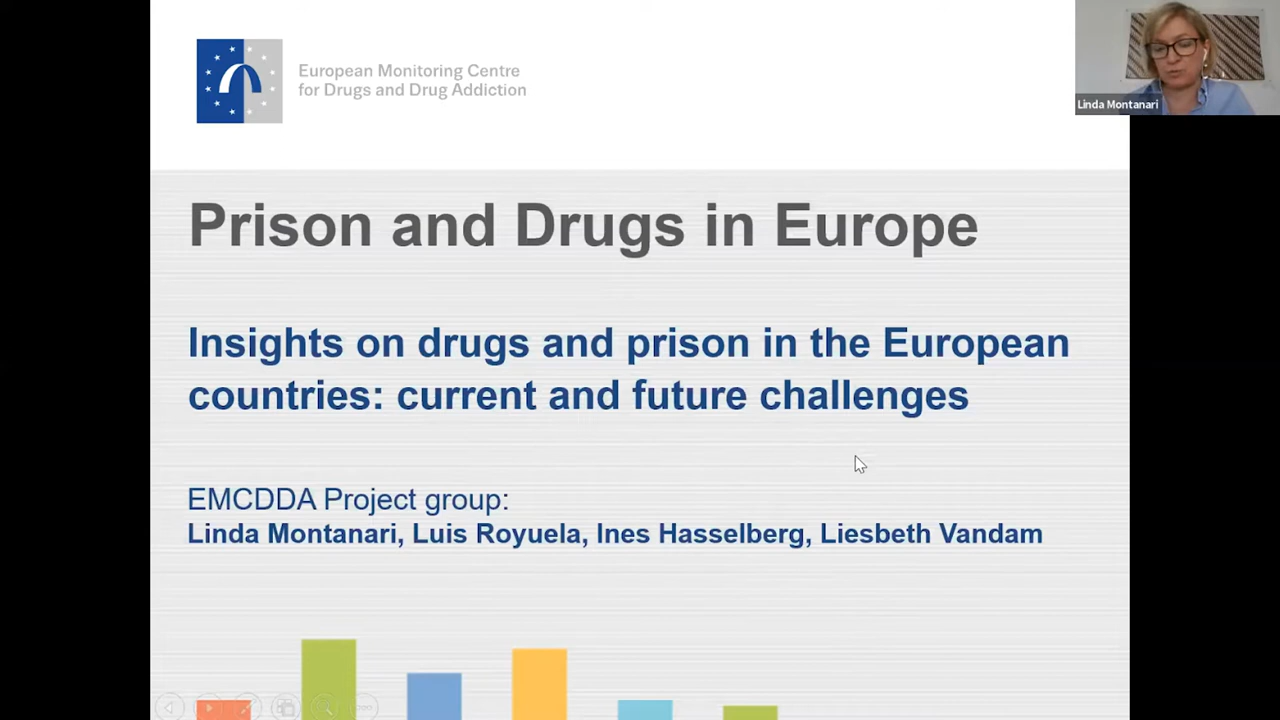 European Monitoring Centre
for Drugs and Drug Addiction
Linda Montanari
Prison and Drugs in Europe
Insights on drugs and prison in the European
countries: current and future challenges
EMCDDA Project group:
Linda Montanari, Luis Royuela, Ines Hasselberg, Liesbeth Vandam